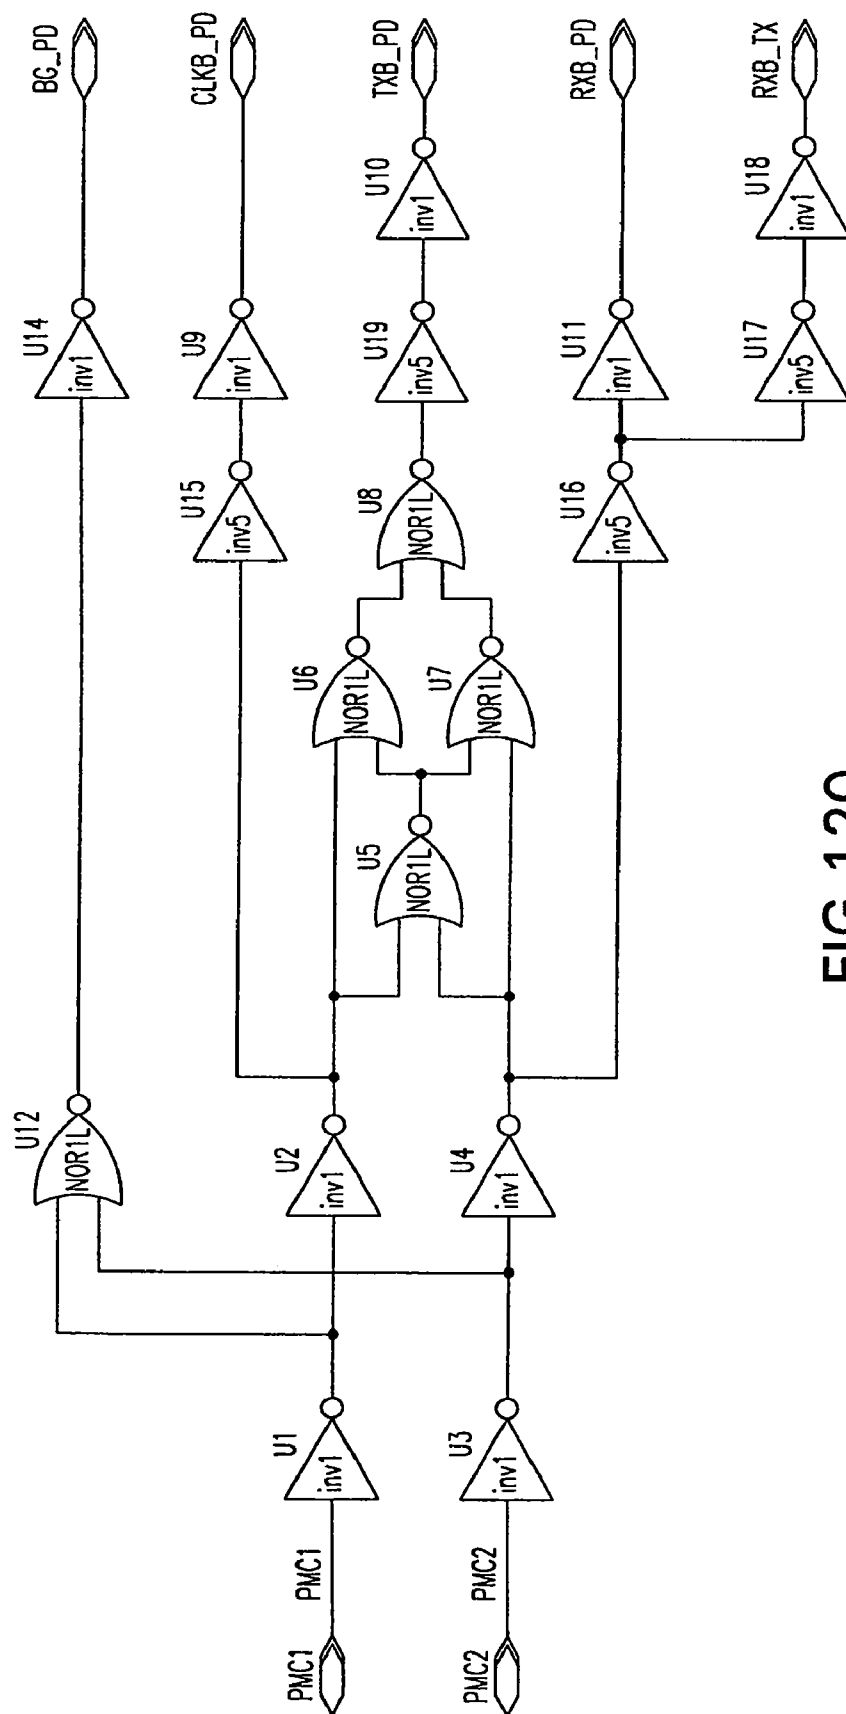 BG_PD
CLKB_PD
TXB_PD
RXB_PD
RXB_TX
U14
inv1
U9
inv1
U10
inv1
U11
inv1
U18
inv1
U15
inv5
U19
inv5
U16
inv5
U17
inv5
U8
NOR1L
U6
NOR1L
U7
NOR1L
U5
NOR1L
U12
NOR1L
U2
inv1
U4
inv1
U1
inv1
U3
inv1
PMC1
PMC2
PMC1
PMC2